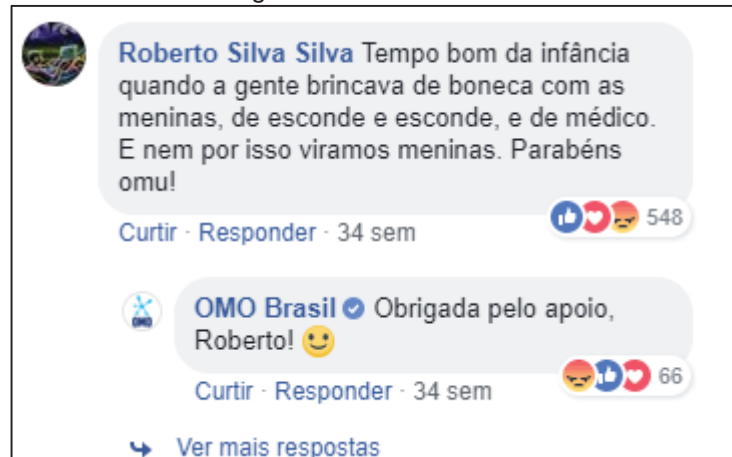 Roberto Silva Silva Tempo bom da infância
quando a gente brincava de boneca com as
meninas, de esconde e esconde, e de médico.
E nem por isso viramos meninas. Parabéns
omu!
548
Curtir · Responder · 34 sem
OMO
OMO Brasil Obrigada pelo apoio,
Roberto!
66
Curtir · Responder · 34 sem
Ver mais respostas